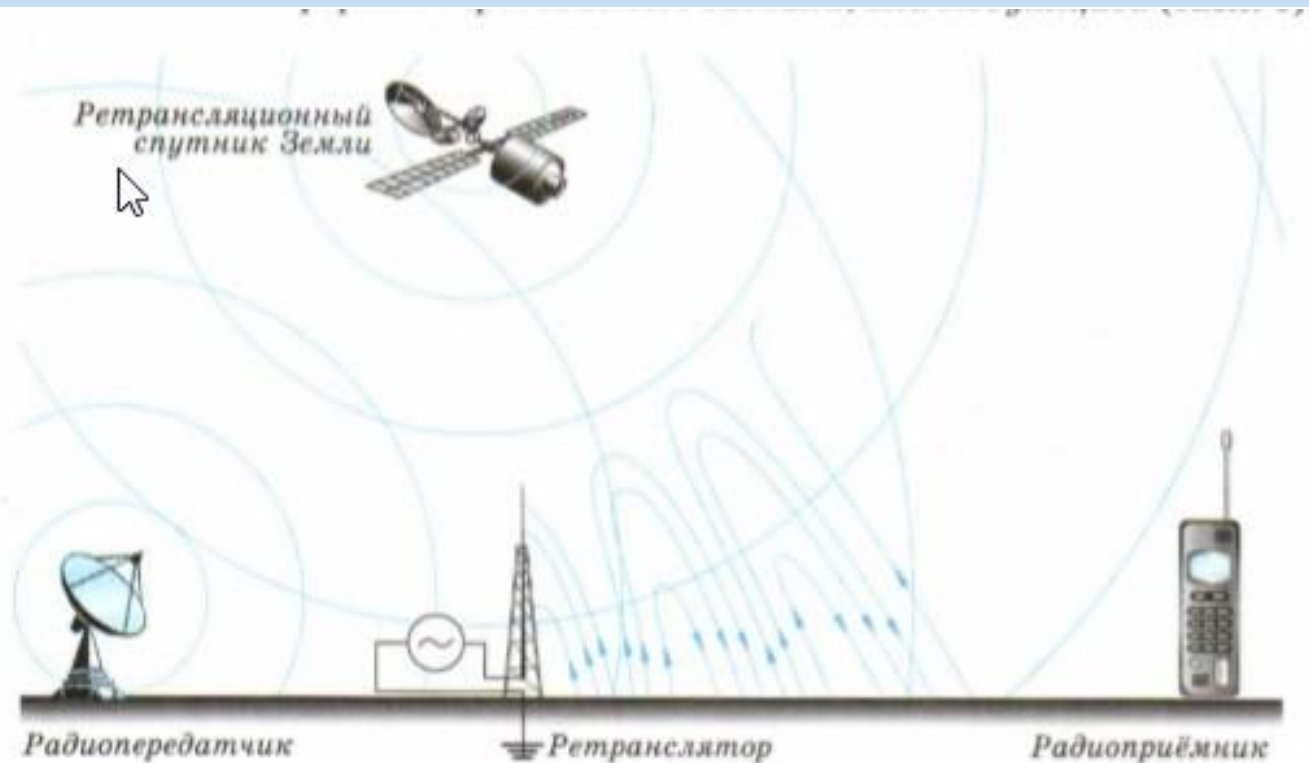 Ретрансляционный
спутник Земли
Радиопередатчик
Ретранслятор
Радиоприёмник